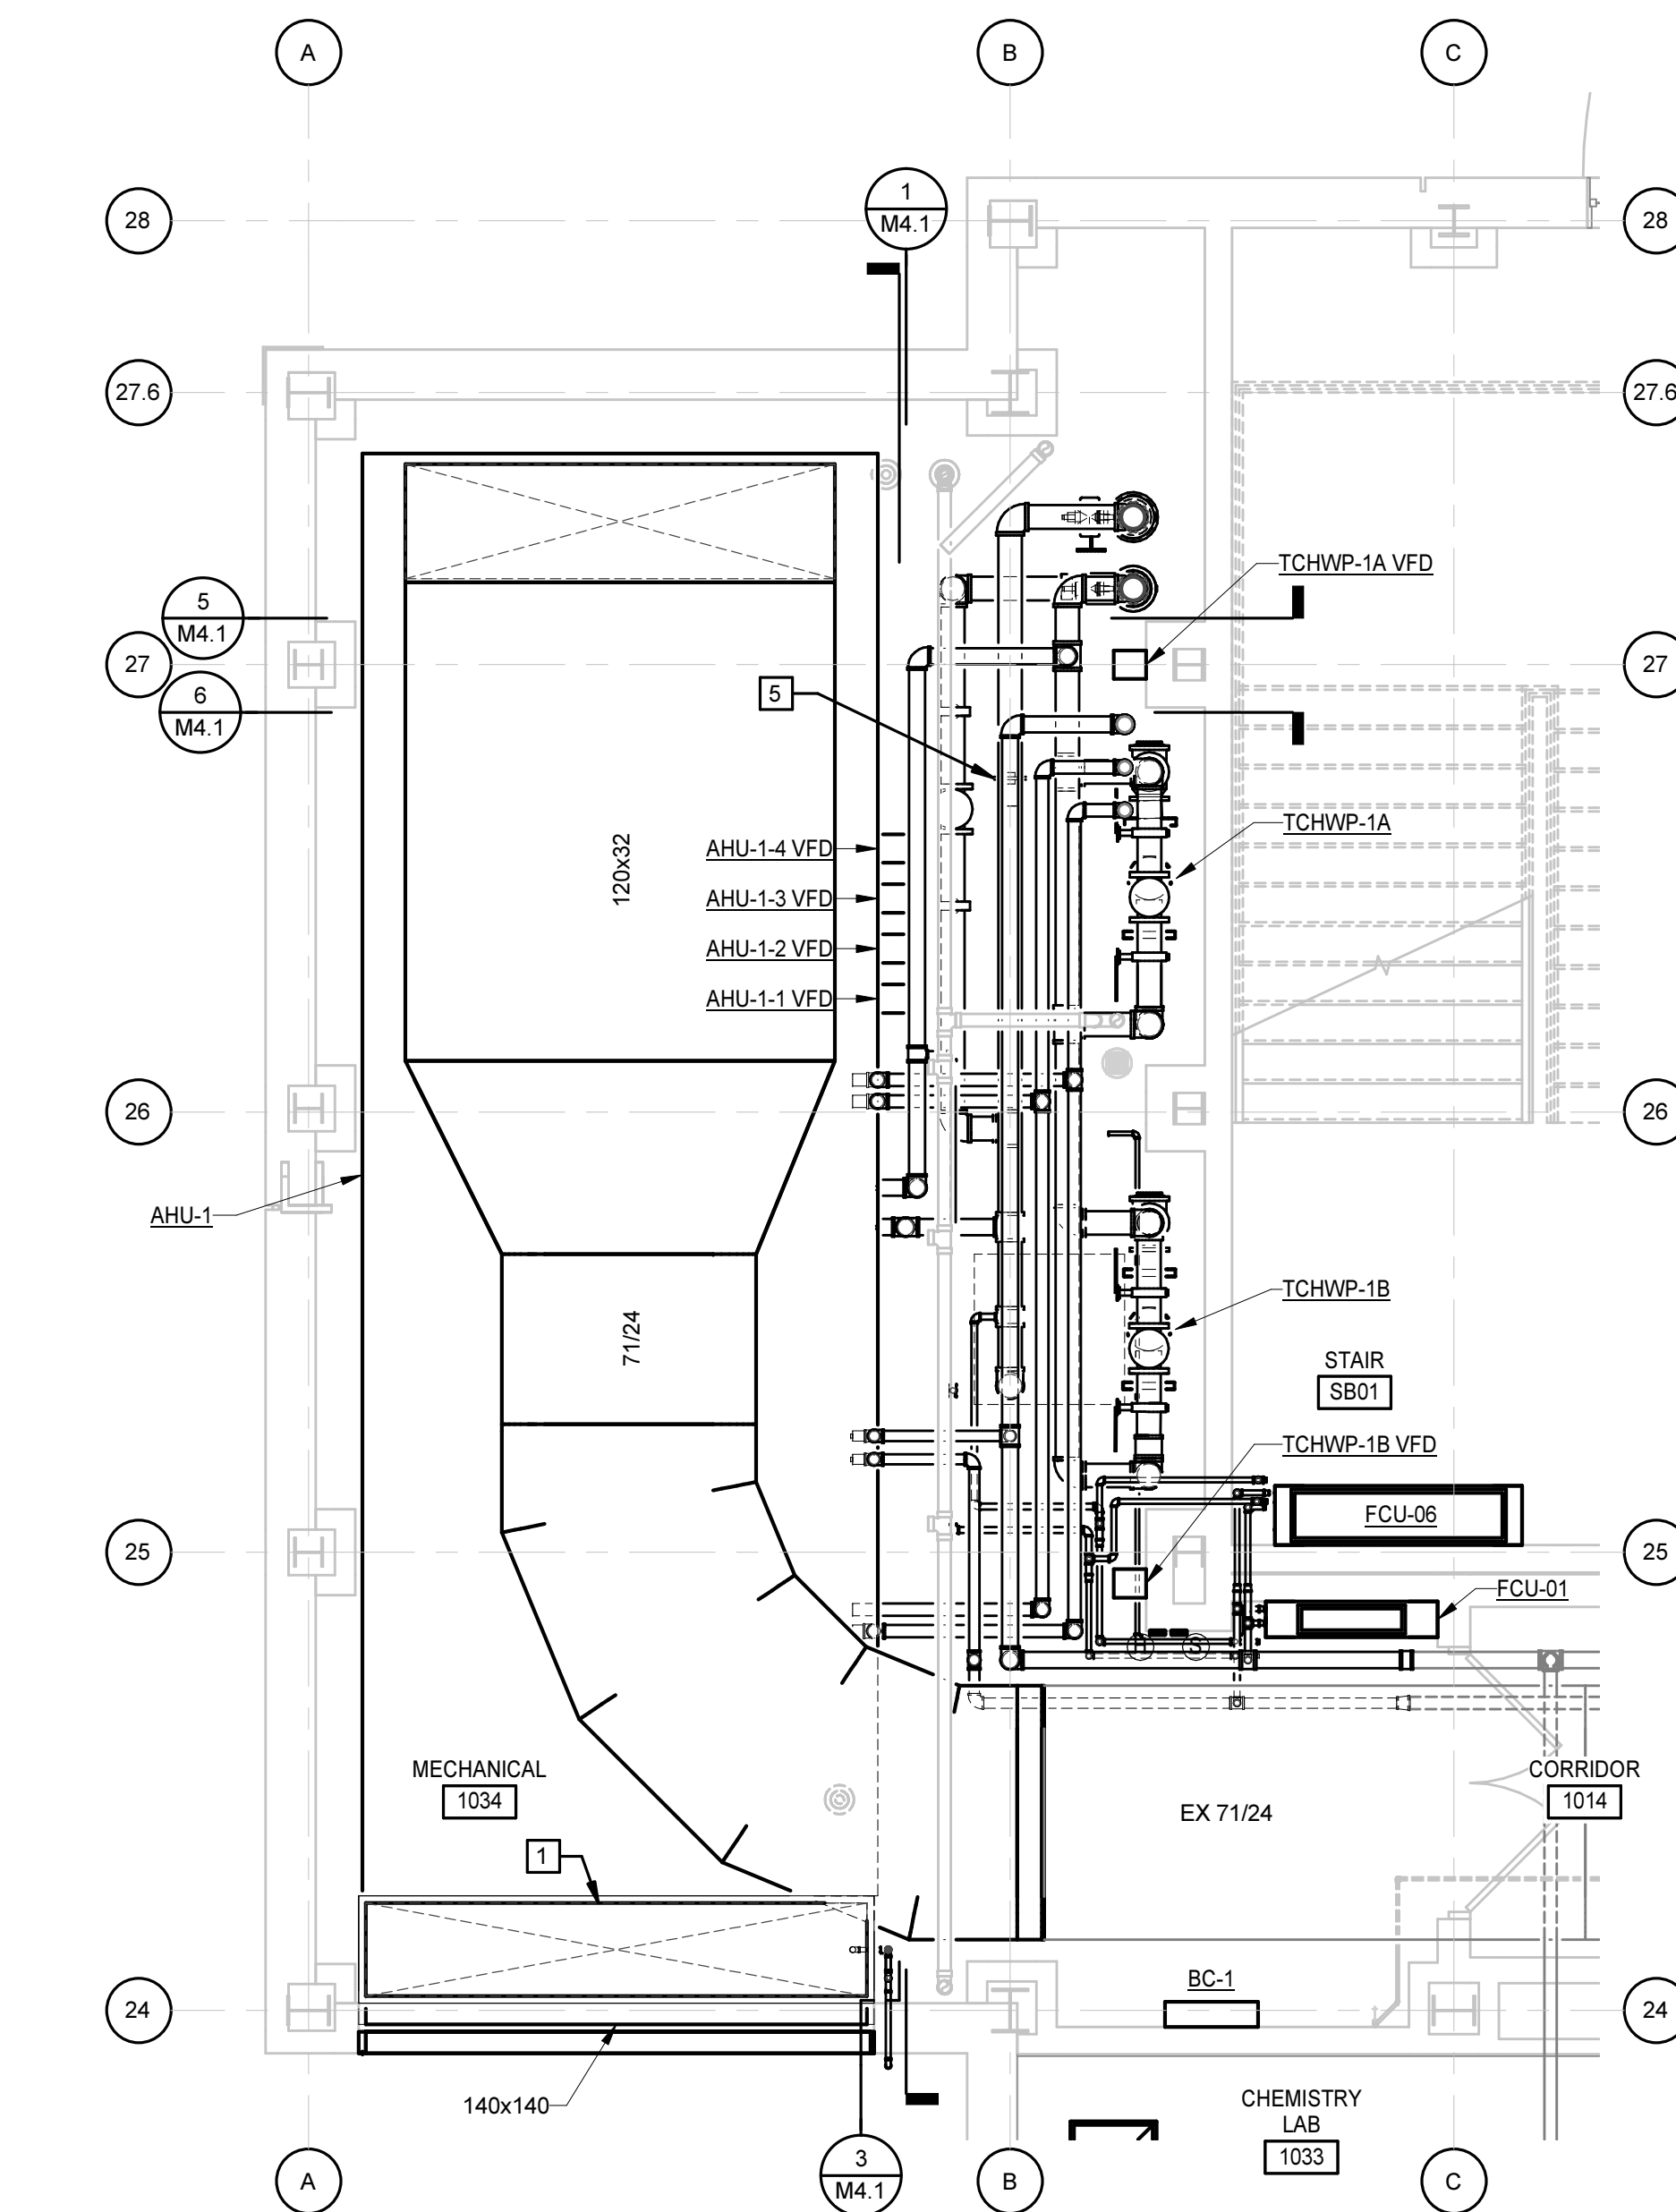 A
B
C
1
M4.1
28
28
27.6
27.6
TCHWP-1A VFD
5
M4.1
27
27
5
6
M4.1
TCHWP-1A
120x32
AHU-1-4 VFD
AHU-1-3 VFD
AHU-1-2 VFD
AHU-1-1 VFD
26
26
AHU-1
TCHWP-1B
71/24
STAIR
SB01
TCHWP-1B VFD
FCU-06
25
25
FCU-01
H
S
MECHANICAL
1034
CORRIDOR
1014
EX 71/24
1
BC-1
24
24
140x140
CHEMISTRY
LAB
1033
3
M4.1
A
B
C